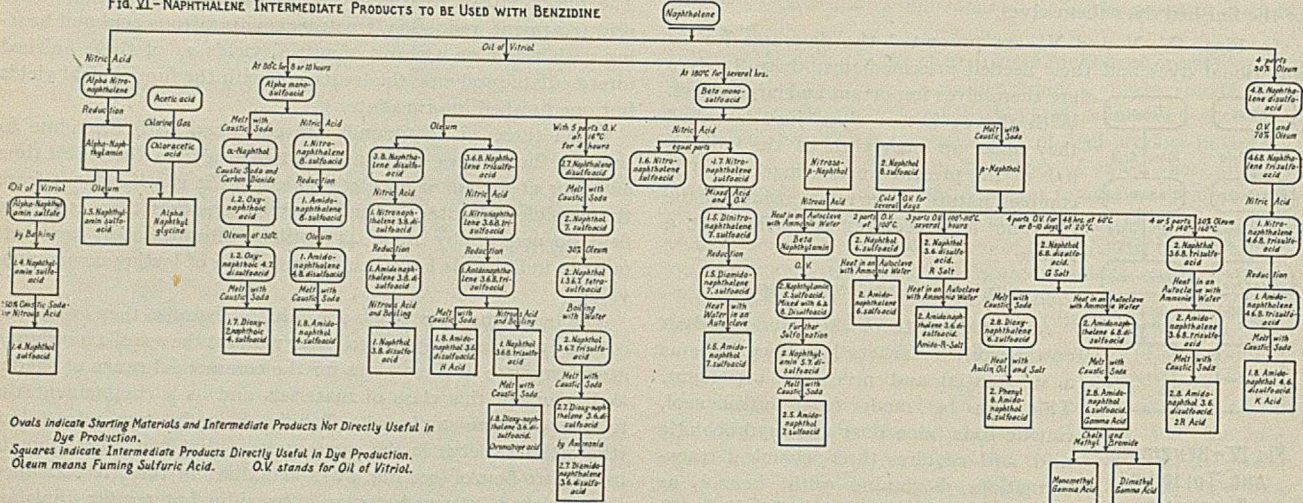 Fig. VI.-Naphthalene Intermediate Products to be Used with Benzidine
Naphthalene
Oil of Vitriol
Nitric Acid
Alpha Nitro-
naphthalene
Reduction
Alpha-Naph-
thylamin
Oil of Vitriol
Oleum
Alpha-Naphthyl-
amin sulfate
by Baking
1.4. Naphthyl-
amin sulfo-
acid
50% Caustic Soda
or Nitrous Acid
1.4. Naphthol
sulfoacid
1.5. Naphthyl-
amin sulfo-
acid
Acetic acid
Chlorine Gas
Chloracetic
acid
Alpha
Naphthyl
glycine
At 80°C for 8 or 10 hours
Alpha mono-
sulfoacid
Melt with
Caustic Soda
α-Naphthol
Caustic Soda and
Carbon Dioxide
1.2. Oxy-
naphthoic acid
Oleum at 150°C
1.2. Oxy-
naphthoic 4.7.
disulfoacid
Melt with
Caustic Soda
1.7. Dioxy-
2.naphthoic
4. sulfoacid
Nitric Acid
1. Nitro-
naphthalene
8. sulfoacid
Reduction
1. Amido-
naphthalene
8. sulfoacid
Oleum
1. Amido-
naphthalene
4.8. disulfoacid
Melt with
Caustic Soda
1.8. Amido-
naphthol
4. sulfoacid
At 180°C for several hrs.
Beta mono-
sulfoacid
Oleum
3.8. Naphtha-
lene disulfo-
acid
Nitric Acid
1. Nitronaph-
thalene 3.8. di-
sulfoacid
Reduction
1. Amidonaph-
thalene 3.8. di-
sulfoacid
Nitrous Acid
and Boiling
1. Naphthol
3.8. disulfo-
acid
3.6.8. Naphtha-
lene trisulfo-
acid
Nitric Acid
1. Nitronaphtha-
lene 3.6.8. tri-
sulfoacid
Reduction
1. Amidonaphtha-
lene 3.6.8. tri-
sulfoacid
Melt with
Caustic Soda
1.8. Amido-
naphthol 3.6.
disulfoacid.
H Acid
Nitrous Acid
and Boiling
1. Naphthol
3.6.8. trisulfo-
acid
Melt with
Caustic Soda
1.8. Dioxy-naph-
thalene 3.6. di-
sulfoacid.
Chromotrope acid
With 5 parts O.V.
at 16°C
for 4 hours
2.7. Naphthalene
disulfoacid
Melt with
Caustic Soda
2. Naphthol
7. sulfoacid
30% Oleum
2. Naphthol
1.3.6.7. tetra-
sulfoacid
Boiling
Water
2. Naphthol
3.6.7. trisulfo-
acid
Melt with
Caustic Soda
2.7. Dioxy-naph-
thalene 3.6. di-
sulfoacid
by Ammonia
2.7. Diamido-
naphthalene
3.6. disulfo-
acid
Nitric Acid
equal parts
1.6. Nitro-
naphthalene
sulfoacid
1.7. Nitro-
naphthalene
sulfoacid
Mixed Acid
and O.V.
1.5. Dinitro-
naphthalene
7. sulfoacid
Reduction
1.5. Diamido-
naphthalene
7. sulfoacid
Heat with
Water in an
Autoclave
1.5. Amido-
naphthol
7. sulfoacid
Melt with
Caustic Soda
β-Naphthol
Nitroso-
β-Naphthol
Nitrous Acid
Heat in an Autoclave
with Ammonia Water
Beta
Naphthylamin
O.V.
2. Naphthylamin
5. sulfoacid.
Mixed with 6.&
8. Disulfoacid
Further
Sulfonation
2. Naphthyl-
amin 5.7. di-
sulfoacid
Melt with
Caustic Soda
2.5. Amido-
naphthol
7. sulfoacid
2. Naphthol
8. sulfoacid
Cold O.V. for
several days
2 parts O.V.
at 100°C
2. Naphthol
6. sulfoacid
Heat in an Autoclave
with Ammonia Water
2. Amido-
naphthalene
6. sulfoacid
3 parts O.V.
several hours
2. Naphthol
3.6. disulfo-
acid.
R Salt
Heat in an Autoclave
with Ammonia Water
2. Amidonaph-
thalene 3.6. di-
sulfoacid.
Amido-R-Salt
4 parts O.V. for 48 hrs. at 60°C
or 8-10 days at 20°C
2. Naphthol
6.8. disulfo-
acid.
G Salt
Melt with
Caustic Soda
2.8. Dioxy-
naphthalene
6. sulfoacid
Heat with
Anilin Oil and Salt
2. Phenyl
8. Amido-
naphthol
6. sulfoacid
Heat in an Autoclave
with Ammonia Water
2. Amidonaph-
thalene 6.8. di-
sulfoacid
Melt with
Caustic Soda
2.8. Amido-
naphthol
6. sulfoacid.
Gamma Acid
Chalk and
Methyl Bromide
Monomethyl
Gamma Acid
Dimethyl
Gamma Acid
4 or 5 parts 20% Oleum
at 140°-160°C
2. Naphthol
3.6.8. trisulfo-
acid
Heat in an
Autoclave with
Ammonia Water
2. Amido-
naphthalene
3.6.8. trisulfo-
acid
Melt with
Caustic Soda
2.8. Amido-
naphthol 3.6.
disulfoacid.
2R Acid
4 parts
30% Oleum
4.8. Naphtha-
lene disulfo-
acid
O.V. and
70% Oleum
4.6.8. Naphtha-
lene trisulfo-
acid
Nitric Acid
1. Nitro-
naphthalene
4.6.8. trisulfo-
acid
Reduction
1. Amido-
naphthalene
4.6.8. trisulfo-
acid
Melt with
Caustic Soda
1.8. Amido-
naphthol 4.6.
disulfoacid.
K Acid
Ovals indicate Starting Materials and Intermediate Products Not Directly Useful in
Dye Production.
Squares indicate Intermediate Products Directly Useful in Dye Production.
Oleum means Fuming Sulfuric Acid. O.V. stands for Oil of Vitriol.